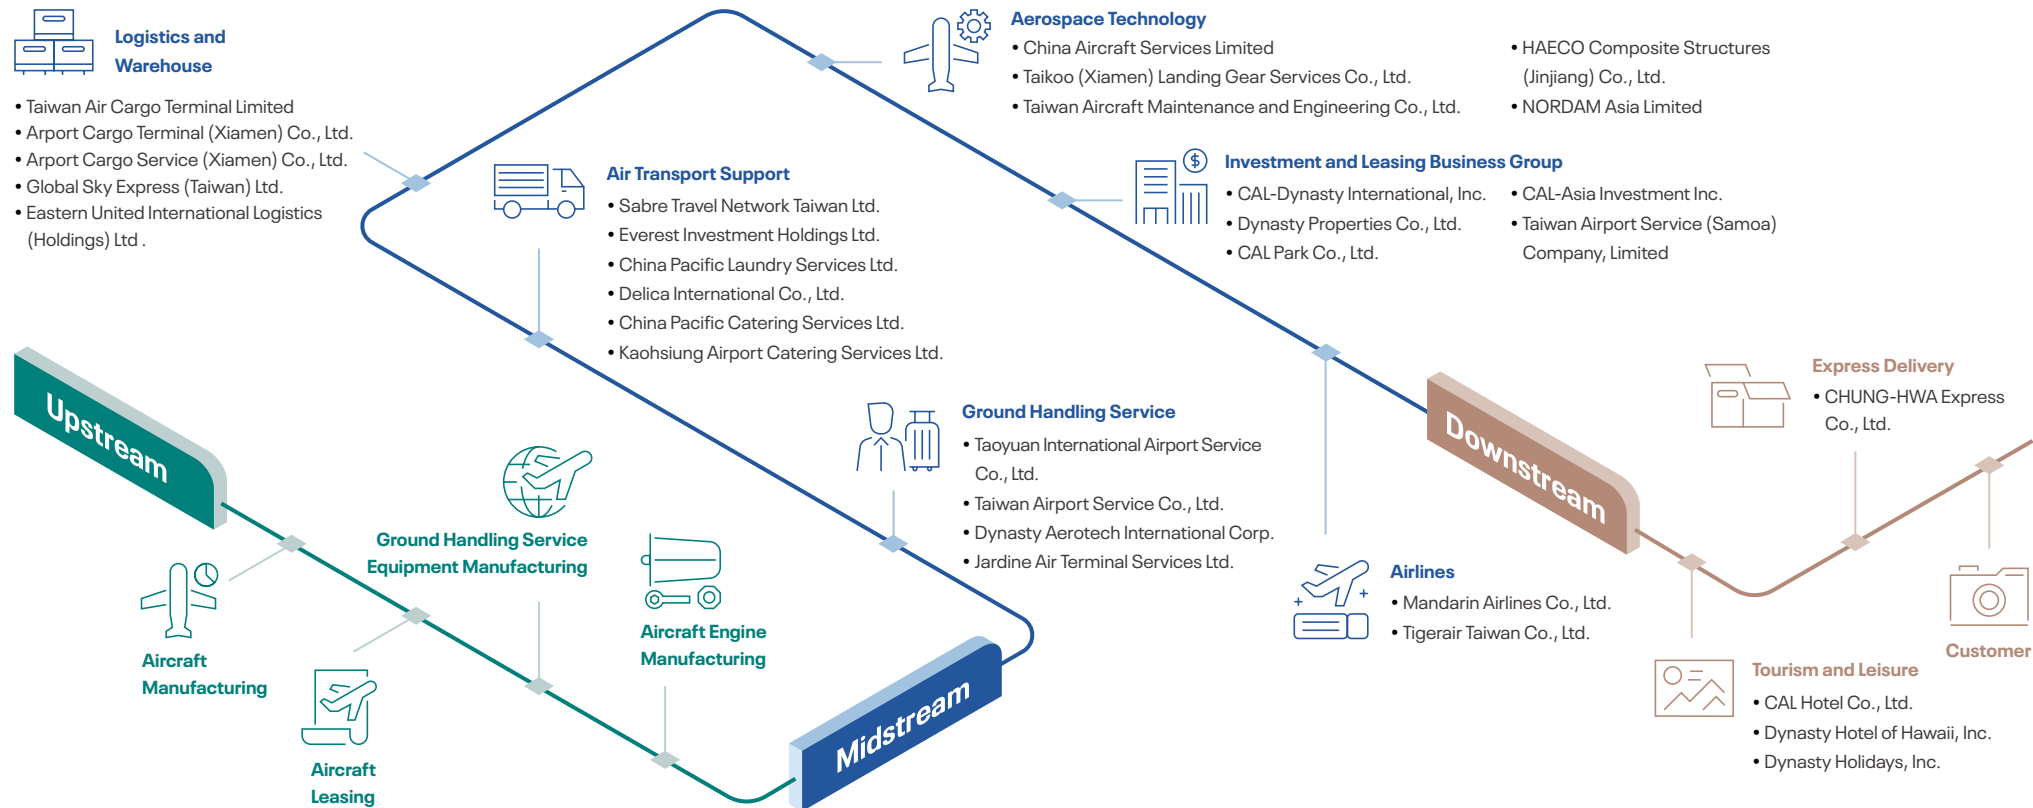 Logistics and
Warehouse
• Taiwan Air Cargo Terminal Limited
• Arport Cargo Terminal (Xiamen) Co., Ltd.
• Arport Cargo Service (Xiamen) Co., Ltd.
• Global Sky Express (Taiwan) Ltd.
• Eastern United International Logistics
(Holdings) Ltd .
Air Transport Support
• Sabre Travel Network Taiwan Ltd.
• Everest Investment Holdings Ltd.
• China Pacific Laundry Services Ltd.
• Delica International Co., Ltd.
• China Pacific Catering Services Ltd.
• Kaohsiung Airport Catering Services Ltd.
Aerospace Technology
• China Aircraft Services Limited
• Taikoo (Xiamen) Landing Gear Services Co., Ltd.
• Taiwan Aircraft Maintenance and Engineering Co., Ltd.
• HAECO Composite Structures
(Jinjiang) Co., Ltd.
• NORDAM Asia Limited
$
Investment and Leasing Business Group
• CAL-Dynasty International, Inc.
• Dynasty Properties Co., Ltd.
• CAL Park Co., Ltd.
• CAL-Asia Investment Inc.
• Taiwan Airport Service (Samoa)
Company, Limited
Ground Handling Service
• Taoyuan International Airport Service
Co., Ltd.
• Taiwan Airport Service Co., Ltd.
• Dynasty Aerotech International Corp.
• Jardine Air Terminal Services Ltd.
Upstream
Aircraft
Manufacturing
Aircraft
Leasing
Ground Handling Service
Equipment Manufacturing
Aircraft Engine
Manufacturing
Midstream
Airlines
• Mandarin Airlines Co., Ltd.
• Tigerair Taiwan Co., Ltd.
Downstream
Express Delivery
• CHUNG-HWA Express
Co., Ltd.
Tourism and Leisure
• CAL Hotel Co., Ltd.
• Dynasty Hotel of Hawaii, Inc.
• Dynasty Holidays, Inc.
Customer